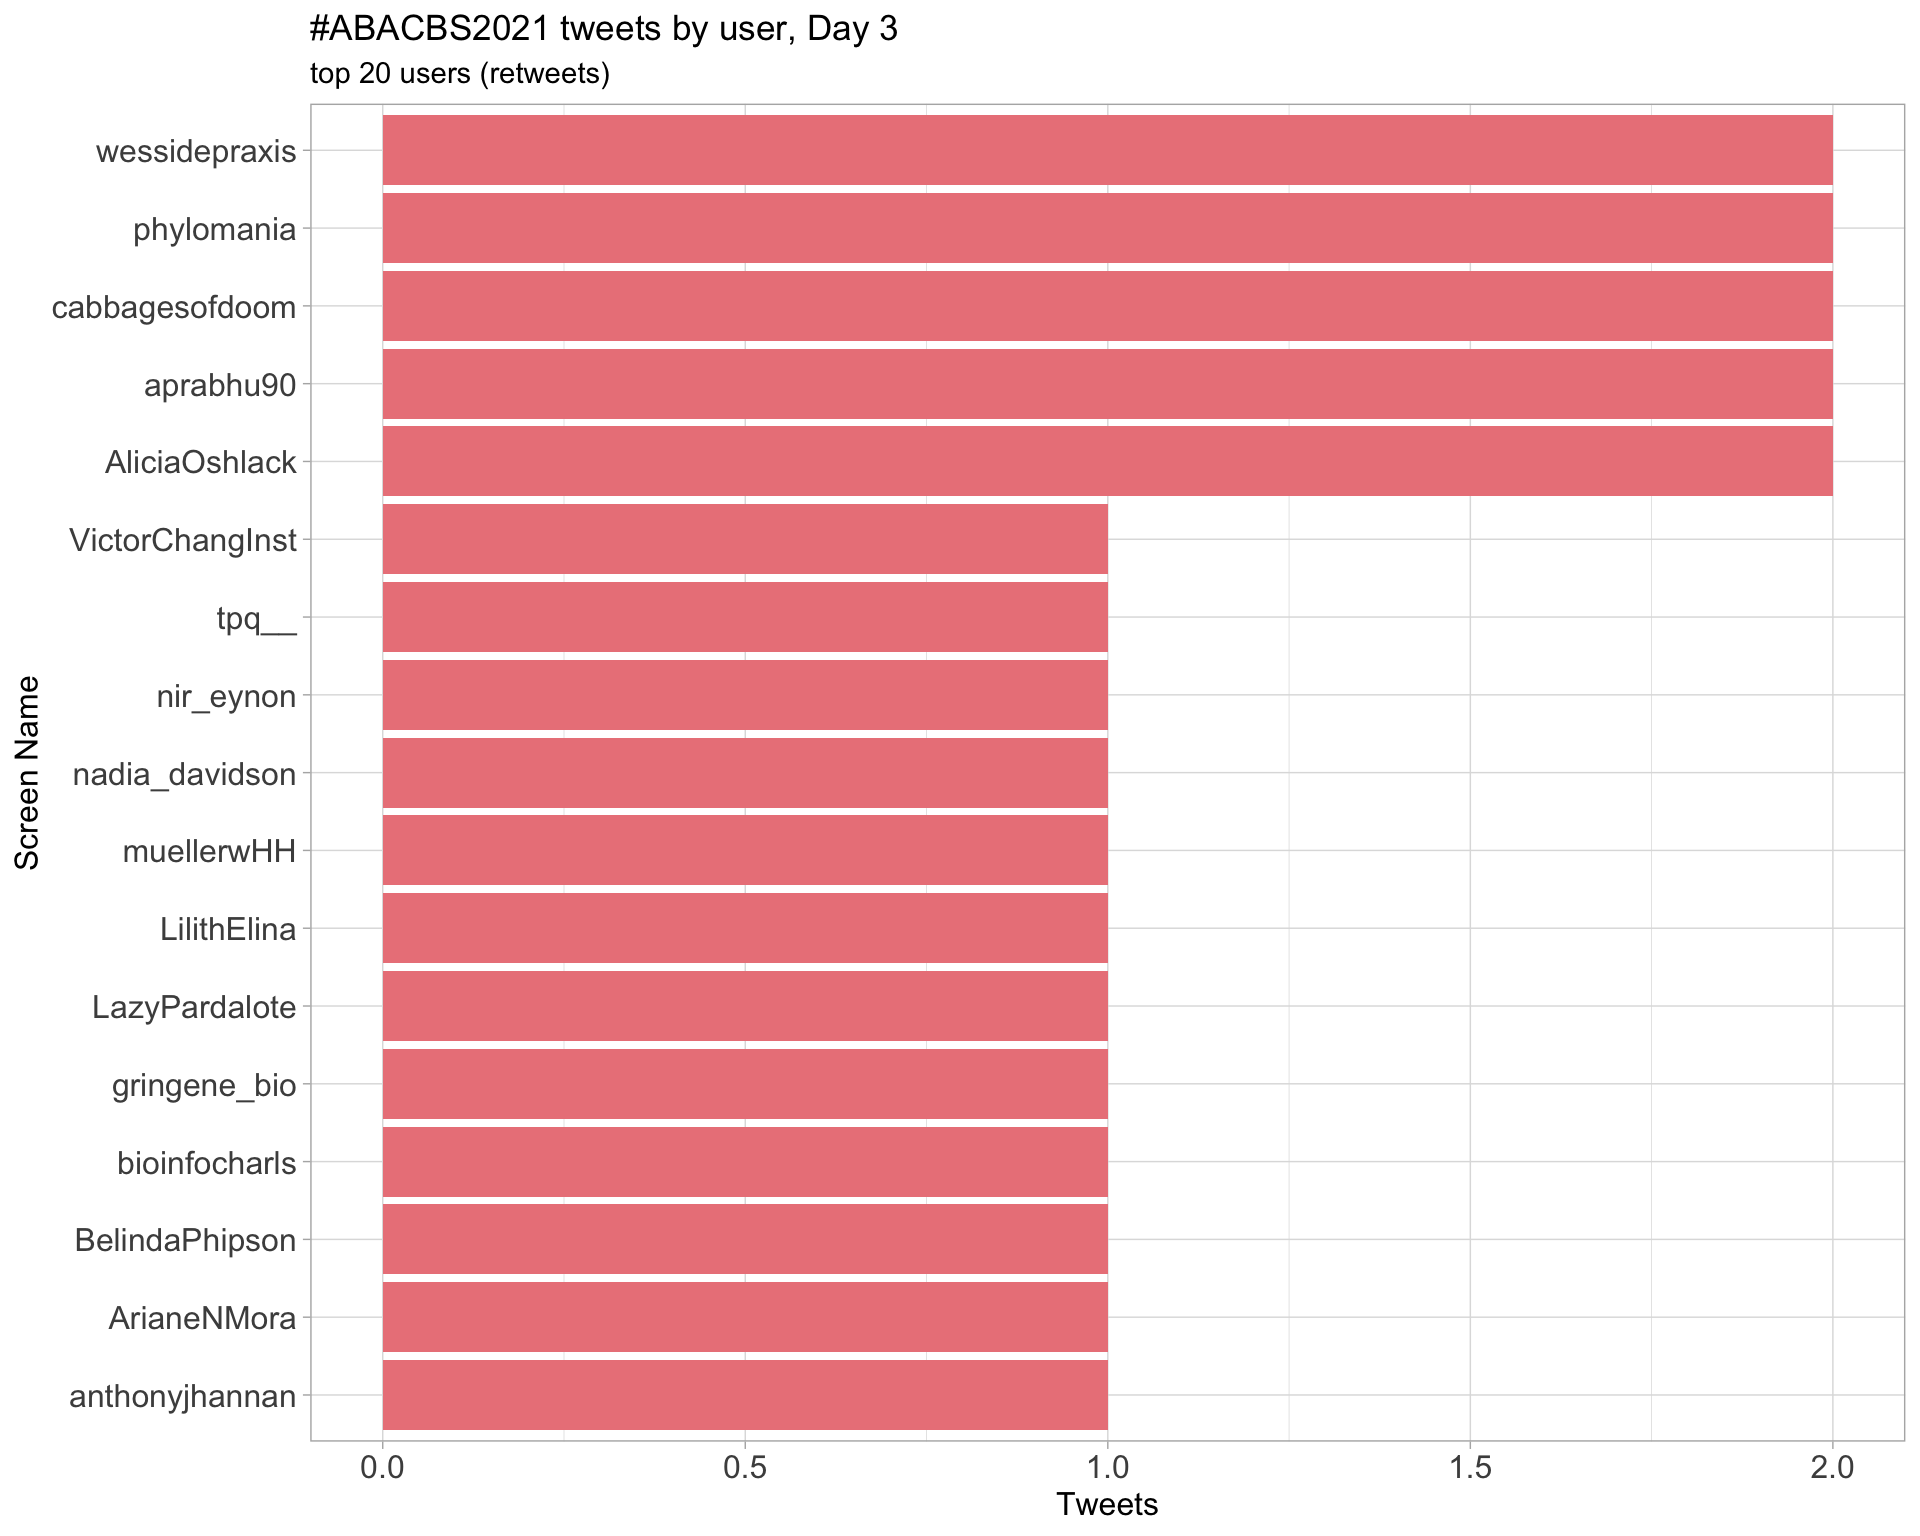 #ABACBS2021 tweets by user, Day 3
top 20 users (retweets)
Screen Name
wessidepraxis
phylomania
cabbagesofdoom
aprabhu90
AliciaOshlack
VictorChangInst
tpq__
nir_eynon
nadia_davidson
muellerwHH
LilithElina
LazyPardalote
gringene_bio
bioinfocharls
BelindaPhipson
ArianeNMora
anthonyjhannan
0.0 0.5 1.0 1.5 2.0
Tweets